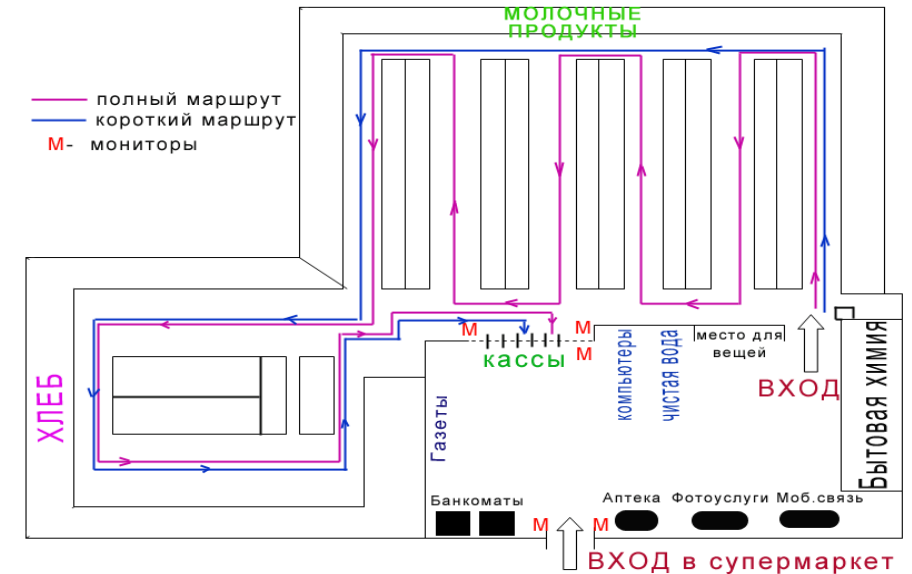 МОЛОЧНЫЕ
ПРОДУКТЫ
полный маршрут
короткий маршрут
М- мониторы
ХЛЕБ
М
М
М
кассы
компьютеры
чистая вода
место для
вещей
ВХОД
Бытовая химия
Газеты
Банкоматы
Аптека Фотоуслуги Моб.связь
М
М
ВХОД в супермаркет